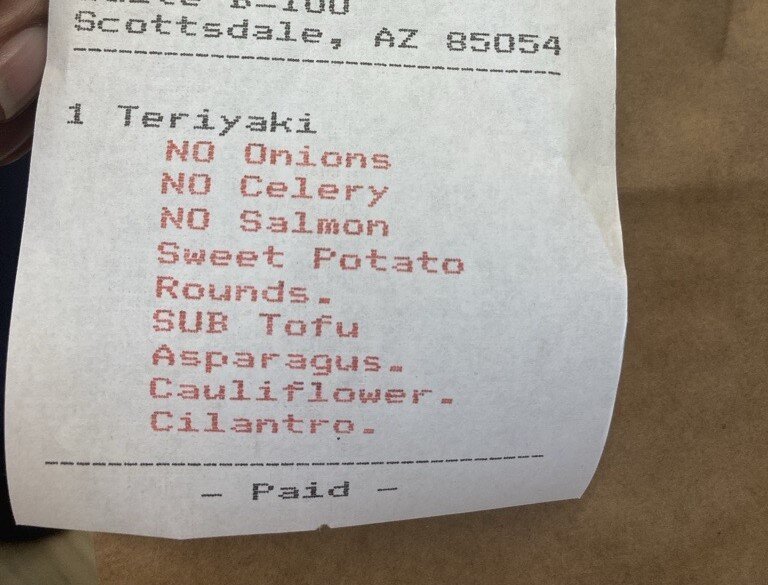 B-100
Scottsdale, AZ 85054
1 Teriyaki
NO Onions
NO Celery
NO Salmon
Sweet Potato
Rounds.
SUB Tofu
Asparagus.
Cauliflower.
Cilantro.
- Paid -